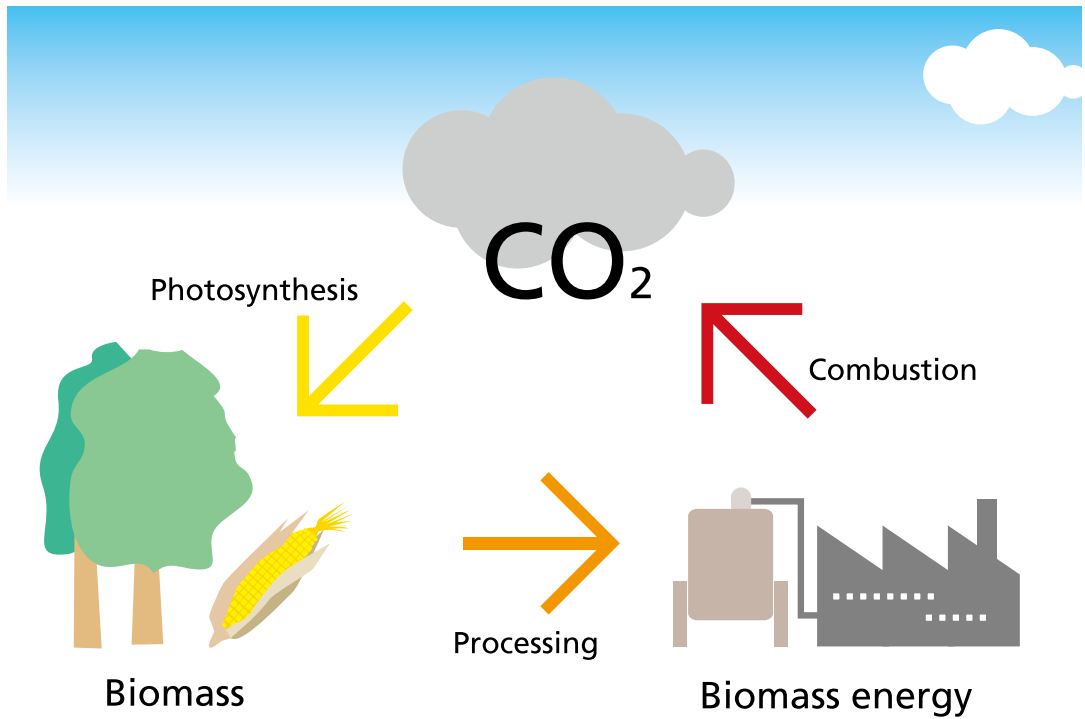 CO₂
Photosynthesis
Combustion
Processing
Biomass
Biomass energy